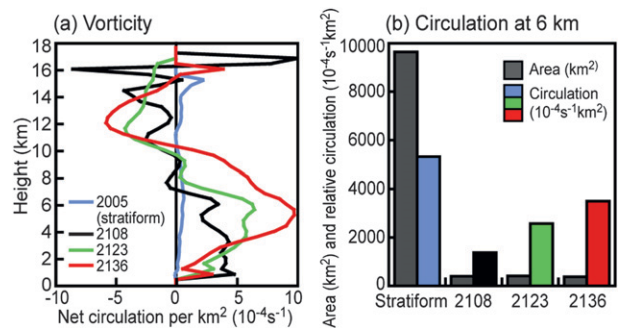 (a) Vorticity
18
16
14
12
10
8
6
4
2
0
Height (km)
2005
(stratiform)
2108
2123
2136
-10 -5 0 5 10
Net circulation per km² (10⁻⁴s⁻¹)
(b) Circulation at 6 km
10000
8000
6000
4000
2000
0
Area (km²) and relative circulation (10⁻⁴s⁻¹km²)
Area (km²)
Circulation
(10⁻⁴s⁻¹km²)
Stratiform 2108 2123 2136